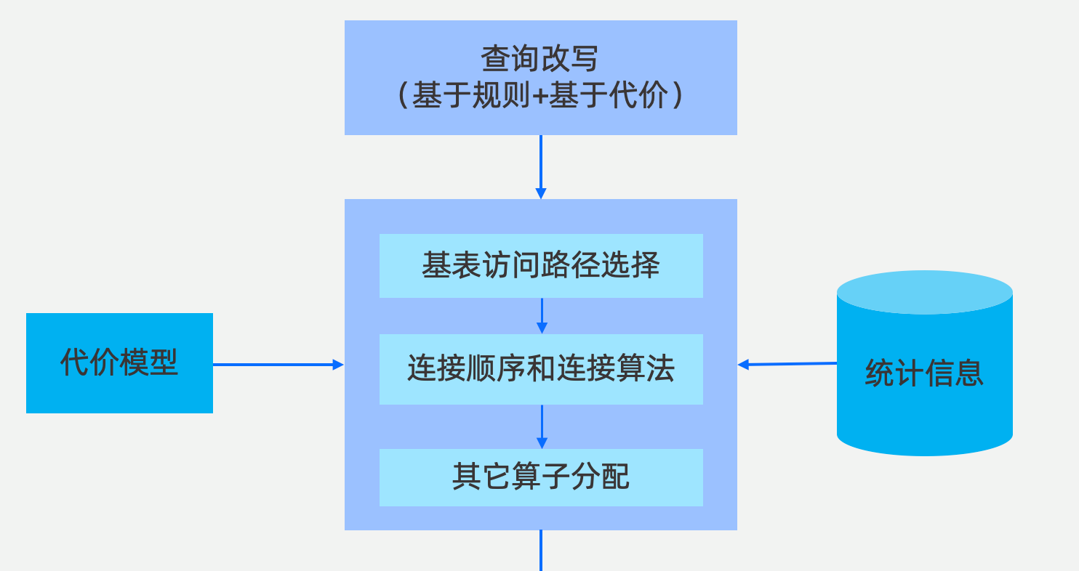 查询改写
（基于规则+基于代价）
基表访问路径选择
代价模型
连接顺序和连接算法
统计信息
其它算子分配